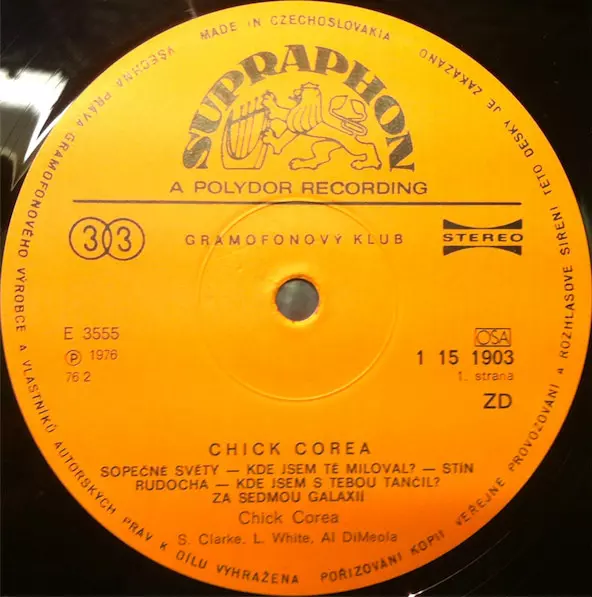 MADE IN CZECHOSLOVAKIA
VŠECHNA PRÁVA GRAMOFONOVÉHO VÝROBCE A VLASTNÍKŮ AUTORSKÝCH PRÁV K DÍLU VYHRAŽENA
POŘIZOVÁNÍ KOPIÍ VEŘEJNÉ PROVOZOVÁNÍ A ROZHLASOVÉ ŠÍŘENÍ TÉTO DESKY JE ZAKÁZÁNO
SUPRAPHON
A POLYDOR RECORDING
33
GRAMOFONOVÝ KLUB
STEREO
E 3555
Ⓟ 1976
76 2
OSA
1 15 1903
1. strana
ZD
CHICK COREA
SOPEČNÉ SVĚTY — KDE JSEM TĚ MILOVAL? — STÍN
RUDOCHA — KDE JSEM S TEBOU TANČIL?
ZA SEDMOU GALAXIÍ
Chick Corea
S. Clarke, L. White, Al DiMeola